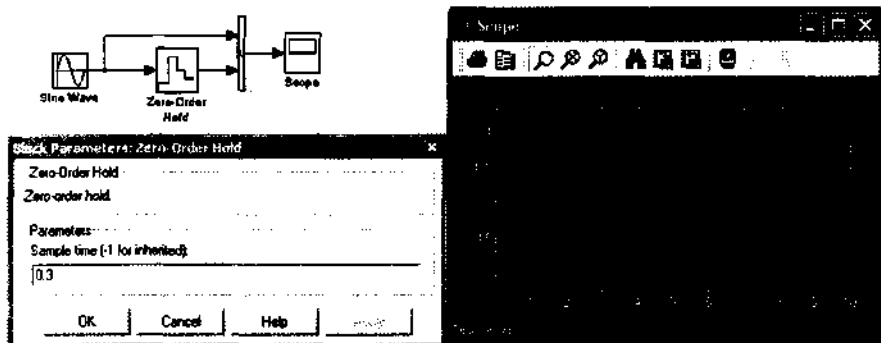 Sine Wave
Zero-Order
Hold
Scope
Block Parameters: Zero-Order Hold
Zero-Order Hold
Zero-order hold.
Parameters
Sample time (-1 for inherited):
0.3
OK
Cancel
Help
Scope